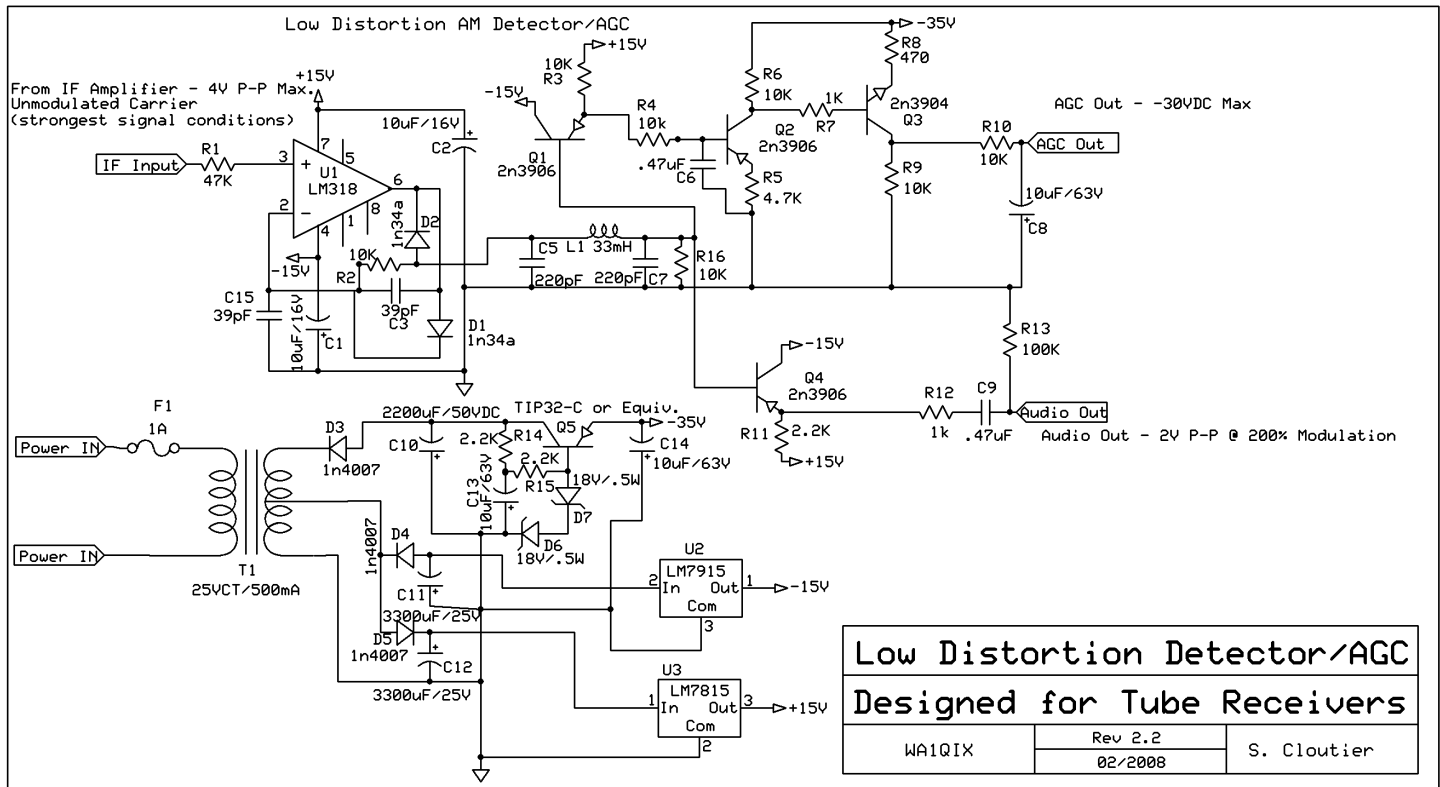 Low Distortion AM Detector/AGC
From IF Amplifier - 4V P-P Max.
Unmodulated Carrier
(strongest signal conditions)
+15V
IF Input
R1
47K
3
2
+
-
7
5
U1
LM318
6
4
1
8
-15V
10uF/16V
+
C2
D2
1n34a
10K
R2
C15
39pF
39pF
C3
10uF/16V
+
C1
D1
1n34a
-15V
Q1
2n3906
10K
R3
+15V
R4
10k
.47uF
C6
R6
10K
Q2
2n3906
R5
4.7K
1K
R7
-35V
R8
470
2n3904
Q3
R9
10K
AGC Out - -30VDC Max
R10
10K
AGC Out
10uF/63V
+
C8
C5
L1 33mH
220pF
220pF
C7
R16
10K
-15V
Q4
2n3906
R11
2.2K
+15V
R12
1k
C9
.47uF
R13
100K
Audio Out
Audio Out - 2V P-P @ 200% Modulation
Power IN
F1
1A
Power IN
T1
25VCT/500mA
D3
1n4007
2200uF/50VDC
C10
+
TIP32-C or Equiv.
Q5
2.2K
R14
2.2K
R15
C13
10uF/63V
+
18V/.5W
D7
D6
18V/.5W
-35V
+
C14
10uF/63V
D4
1n4007
C11
+
3300uF/25V
D5
1n4007
+
C12
3300uF/25V
U2
LM7915
2
In
Out
1
Com
3
-15V
U3
LM7815
1
In
Out
3
Com
2
+15V
Low Distortion Detector/AGC
Designed for Tube Receivers
WA1QIX
Rev 2.2
02/2008
S. Cloutier